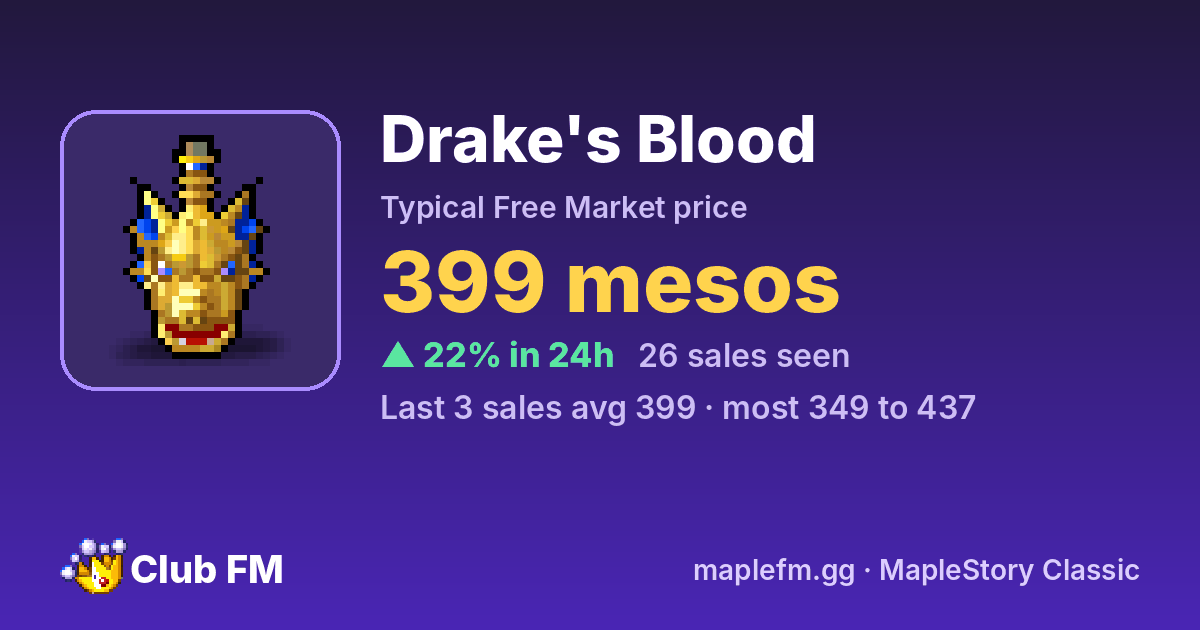 Drake's Blood
Typical Free Market price
399 mesos
▲ 22% in 24h 26 sales seen
Last 3 sales avg 399 · most 349 to 437
Club FM
maplefm.gg · MapleStory Classic